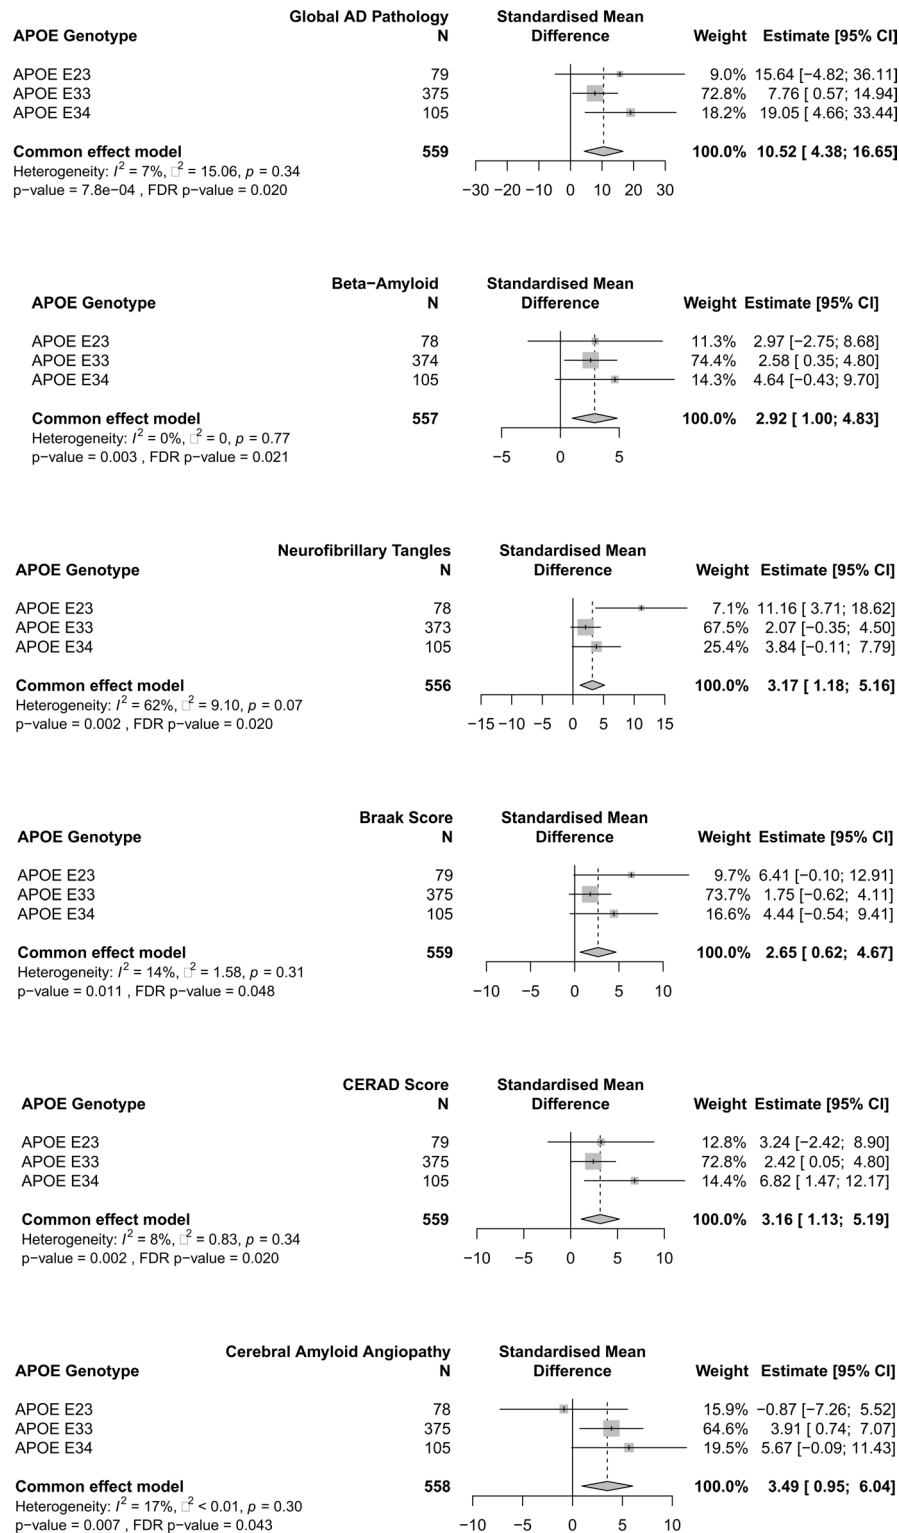 Global AD Pathology Standardised Mean
APOE Genotype N Difference Weight Estimate [95% CI]
APOE E23 79 9.0% 15.64 [−4.82; 36.11]
APOE E33 375 72.8% 7.76 [ 0.57; 14.94]
APOE E34 105 18.2% 19.05 [ 4.66; 33.44]
Common effect model 559 100.0% 10.52 [ 4.38; 16.65]
Heterogeneity: I² = 7%, □² = 15.06, p = 0.34
p−value = 7.8e−04 , FDR p−value = 0.020
−30 −20 −10 0 10 20 30
Beta−Amyloid Standardised Mean
APOE Genotype N Difference Weight Estimate [95% CI]
APOE E23 78 11.3% 2.97 [−2.75; 8.68]
APOE E33 374 74.4% 2.58 [ 0.35; 4.80]
APOE E34 105 14.3% 4.64 [−0.43; 9.70]
Common effect model 557 100.0% 2.92 [ 1.00; 4.83]
Heterogeneity: I² = 0%, □² = 0, p = 0.77
p−value = 0.003 , FDR p−value = 0.021
−5 0 5
Neurofibrillary Tangles Standardised Mean
APOE Genotype N Difference Weight Estimate [95% CI]
APOE E23 78 7.1% 11.16 [ 3.71; 18.62]
APOE E33 373 67.5% 2.07 [−0.35; 4.50]
APOE E34 105 25.4% 3.84 [−0.11; 7.79]
Common effect model 556 100.0% 3.17 [ 1.18; 5.16]
Heterogeneity: I² = 62%, □² = 9.10, p = 0.07
p−value = 0.002 , FDR p−value = 0.020
−15 −10 −5 0 5 10 15
Braak Score Standardised Mean
APOE Genotype N Difference Weight Estimate [95% CI]
APOE E23 79 9.7% 6.41 [−0.10; 12.91]
APOE E33 375 73.7% 1.75 [−0.62; 4.11]
APOE E34 105 16.6% 4.44 [−0.54; 9.41]
Common effect model 559 100.0% 2.65 [ 0.62; 4.67]
Heterogeneity: I² = 14%, □² = 1.58, p = 0.31
p−value = 0.011 , FDR p−value = 0.048
−10 −5 0 5 10
CERAD Score Standardised Mean
APOE Genotype N Difference Weight Estimate [95% CI]
APOE E23 79 12.8% 3.24 [−2.42; 8.90]
APOE E33 375 72.8% 2.42 [ 0.05; 4.80]
APOE E34 105 14.4% 6.82 [ 1.47; 12.17]
Common effect model 559 100.0% 3.16 [ 1.13; 5.19]
Heterogeneity: I² = 8%, □² = 0.83, p = 0.34
p−value = 0.002 , FDR p−value = 0.020
−10 −5 0 5 10
Cerebral Amyloid Angiopathy Standardised Mean
APOE Genotype N Difference Weight Estimate [95% CI]
APOE E23 78 15.9% −0.87 [−7.26; 5.52]
APOE E33 375 64.6% 3.91 [ 0.74; 7.07]
APOE E34 105 19.5% 5.67 [−0.09; 11.43]
Common effect model 558 100.0% 3.49 [ 0.95; 6.04]
Heterogeneity: I² = 17%, □² < 0.01, p = 0.30
p−value = 0.007 , FDR p−value = 0.043
−10 −5 0 5 10